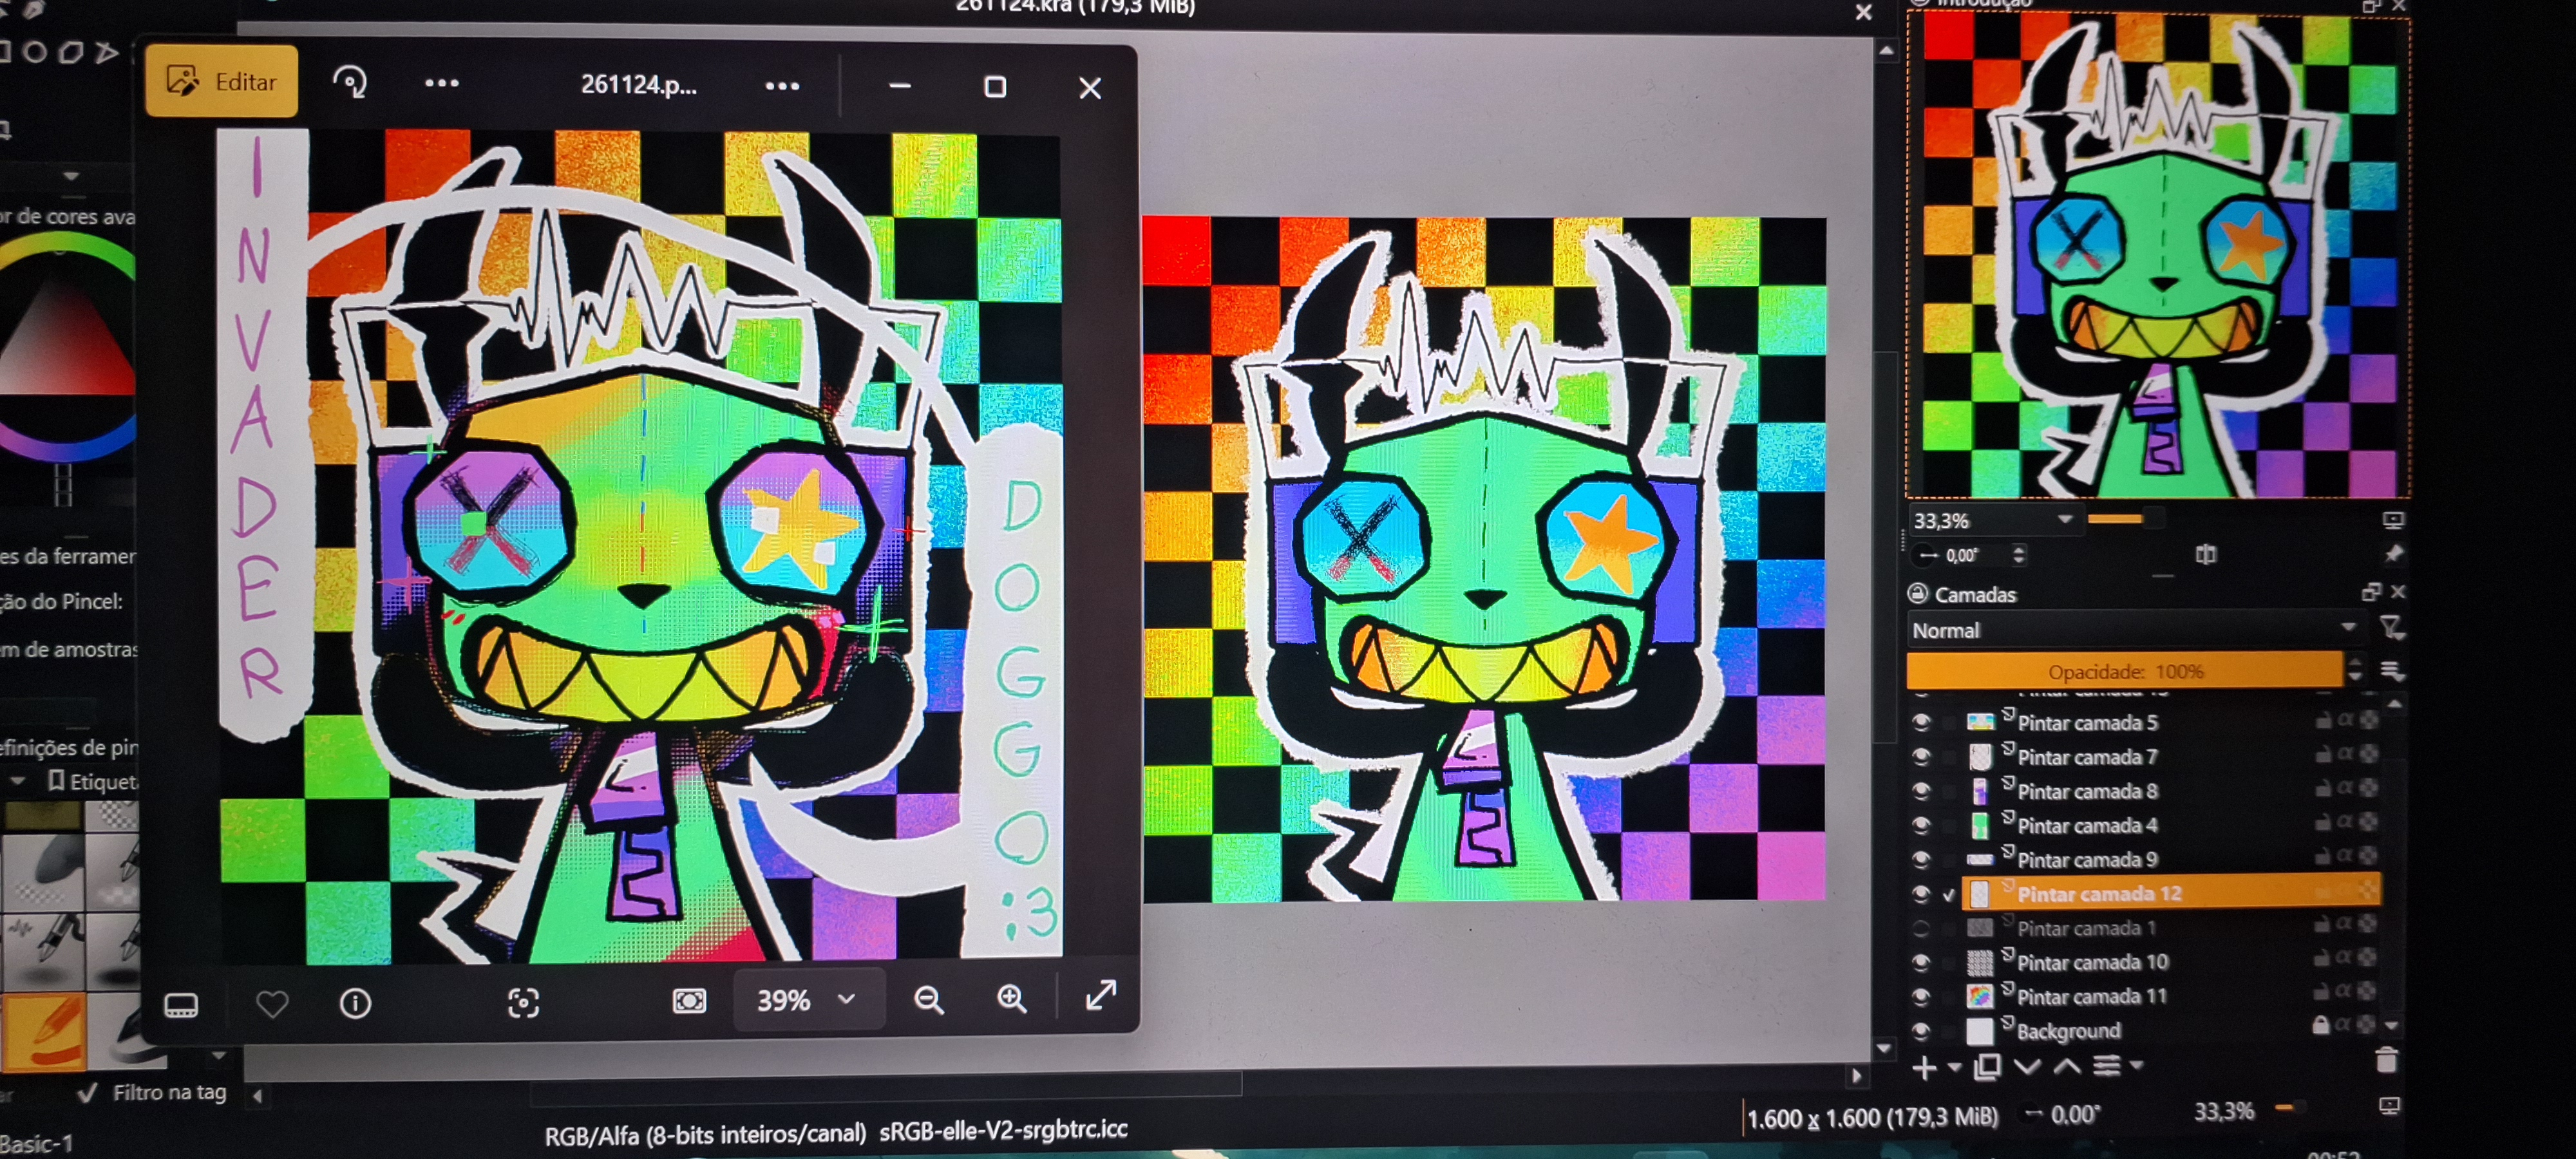 261124.kra (179,3 MiB)
Introdução
Editar
261124.p...
INVADER
DOGGO
:3
39%
33,3%
0,00°
Camadas
Normal
Opacidade: 100%
Pintar camada 5
Pintar camada 7
Pintar camada 8
Pintar camada 4
Pintar camada 9
Pintar camada 12
Pintar camada 1
Pintar camada 10
Pintar camada 11
Background
or de cores ava
es da ferramer
ção do Pincel:
m de amostras
efinições de pin
Etiquet
Filtro na tag
Basic-1
RGB/Alfa (8-bits inteiros/canal) sRGB-elle-V2-srgbtrc.icc
1.600 x 1.600 (179,3 MiB)
0,00°
33,3%